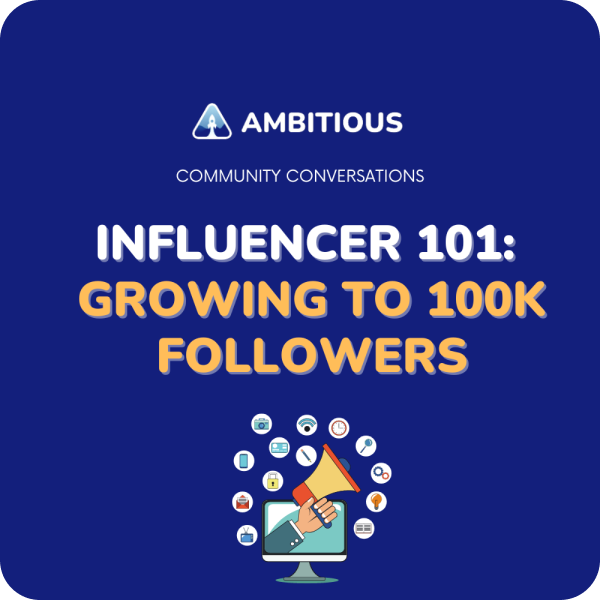 AMBITIOUS
COMMUNITY CONVERSATIONS
INFLUENCER 101:
GROWING TO 100K
FOLLOWERS